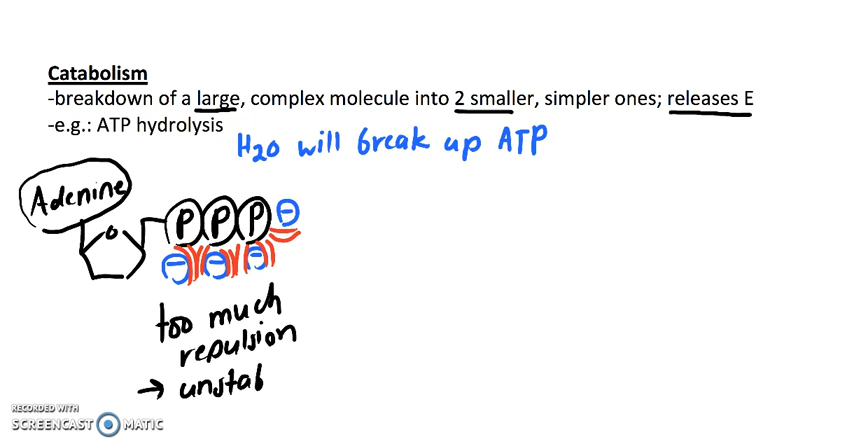 Catabolism
-breakdown of a large, complex molecule into 2 smaller, simpler ones; releases E
-e.g.: ATP hydrolysis
H2O will break up ATP
Adenine
O
P P P
too much
repulsion
→ unstab
RECORDED WITH
SCREENCAST MATIC